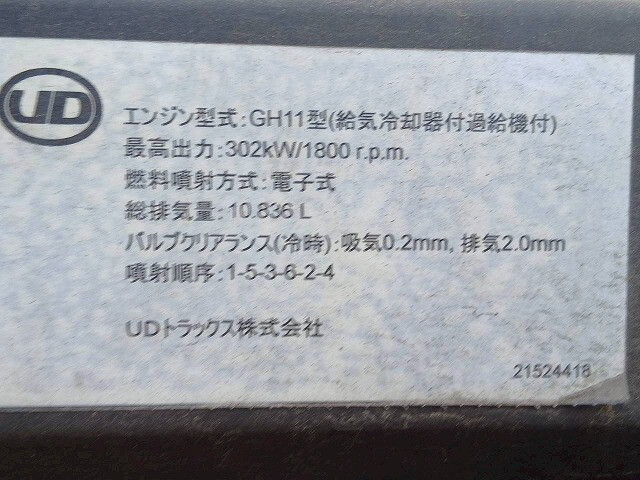 UD
エンジン型式:GH11型(給気冷却器付過給機付)
最高出力:302kW/1800 r.p.m.
燃料噴射方式:電子式
総排気量:10.836 L
バルブクリアランス(冷時):吸気0.2mm, 排気2.0mm
噴射順序:1-5-3-6-2-4
UDトラックス株式会社
21524418